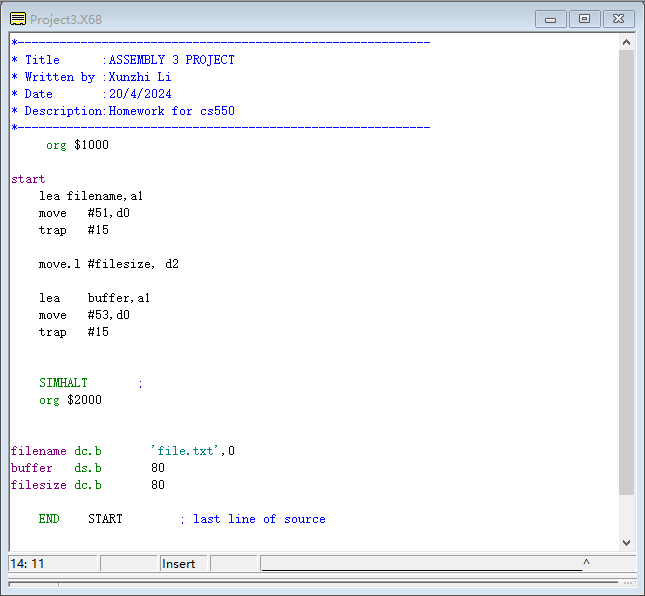 Project3.X68
*-----------------------------------------------------------
* Title      :ASSEMBLY 3 PROJECT
* Written by :Xunzhi Li
* Date       :20/4/2024
* Description:Homework for cs550
*-----------------------------------------------------------
     org $1000
start
    lea filename,a1
    move   #51,d0
    trap   #15
    move.l #filesize, d2
    lea    buffer,a1
    move   #53,d0
    trap   #15
    SIMHALT       ;
    org $2000
filename dc.b       'file.txt',0
buffer   ds.b       80
filesize dc.b       80
    END    START        ; last line of source
14: 11
Insert